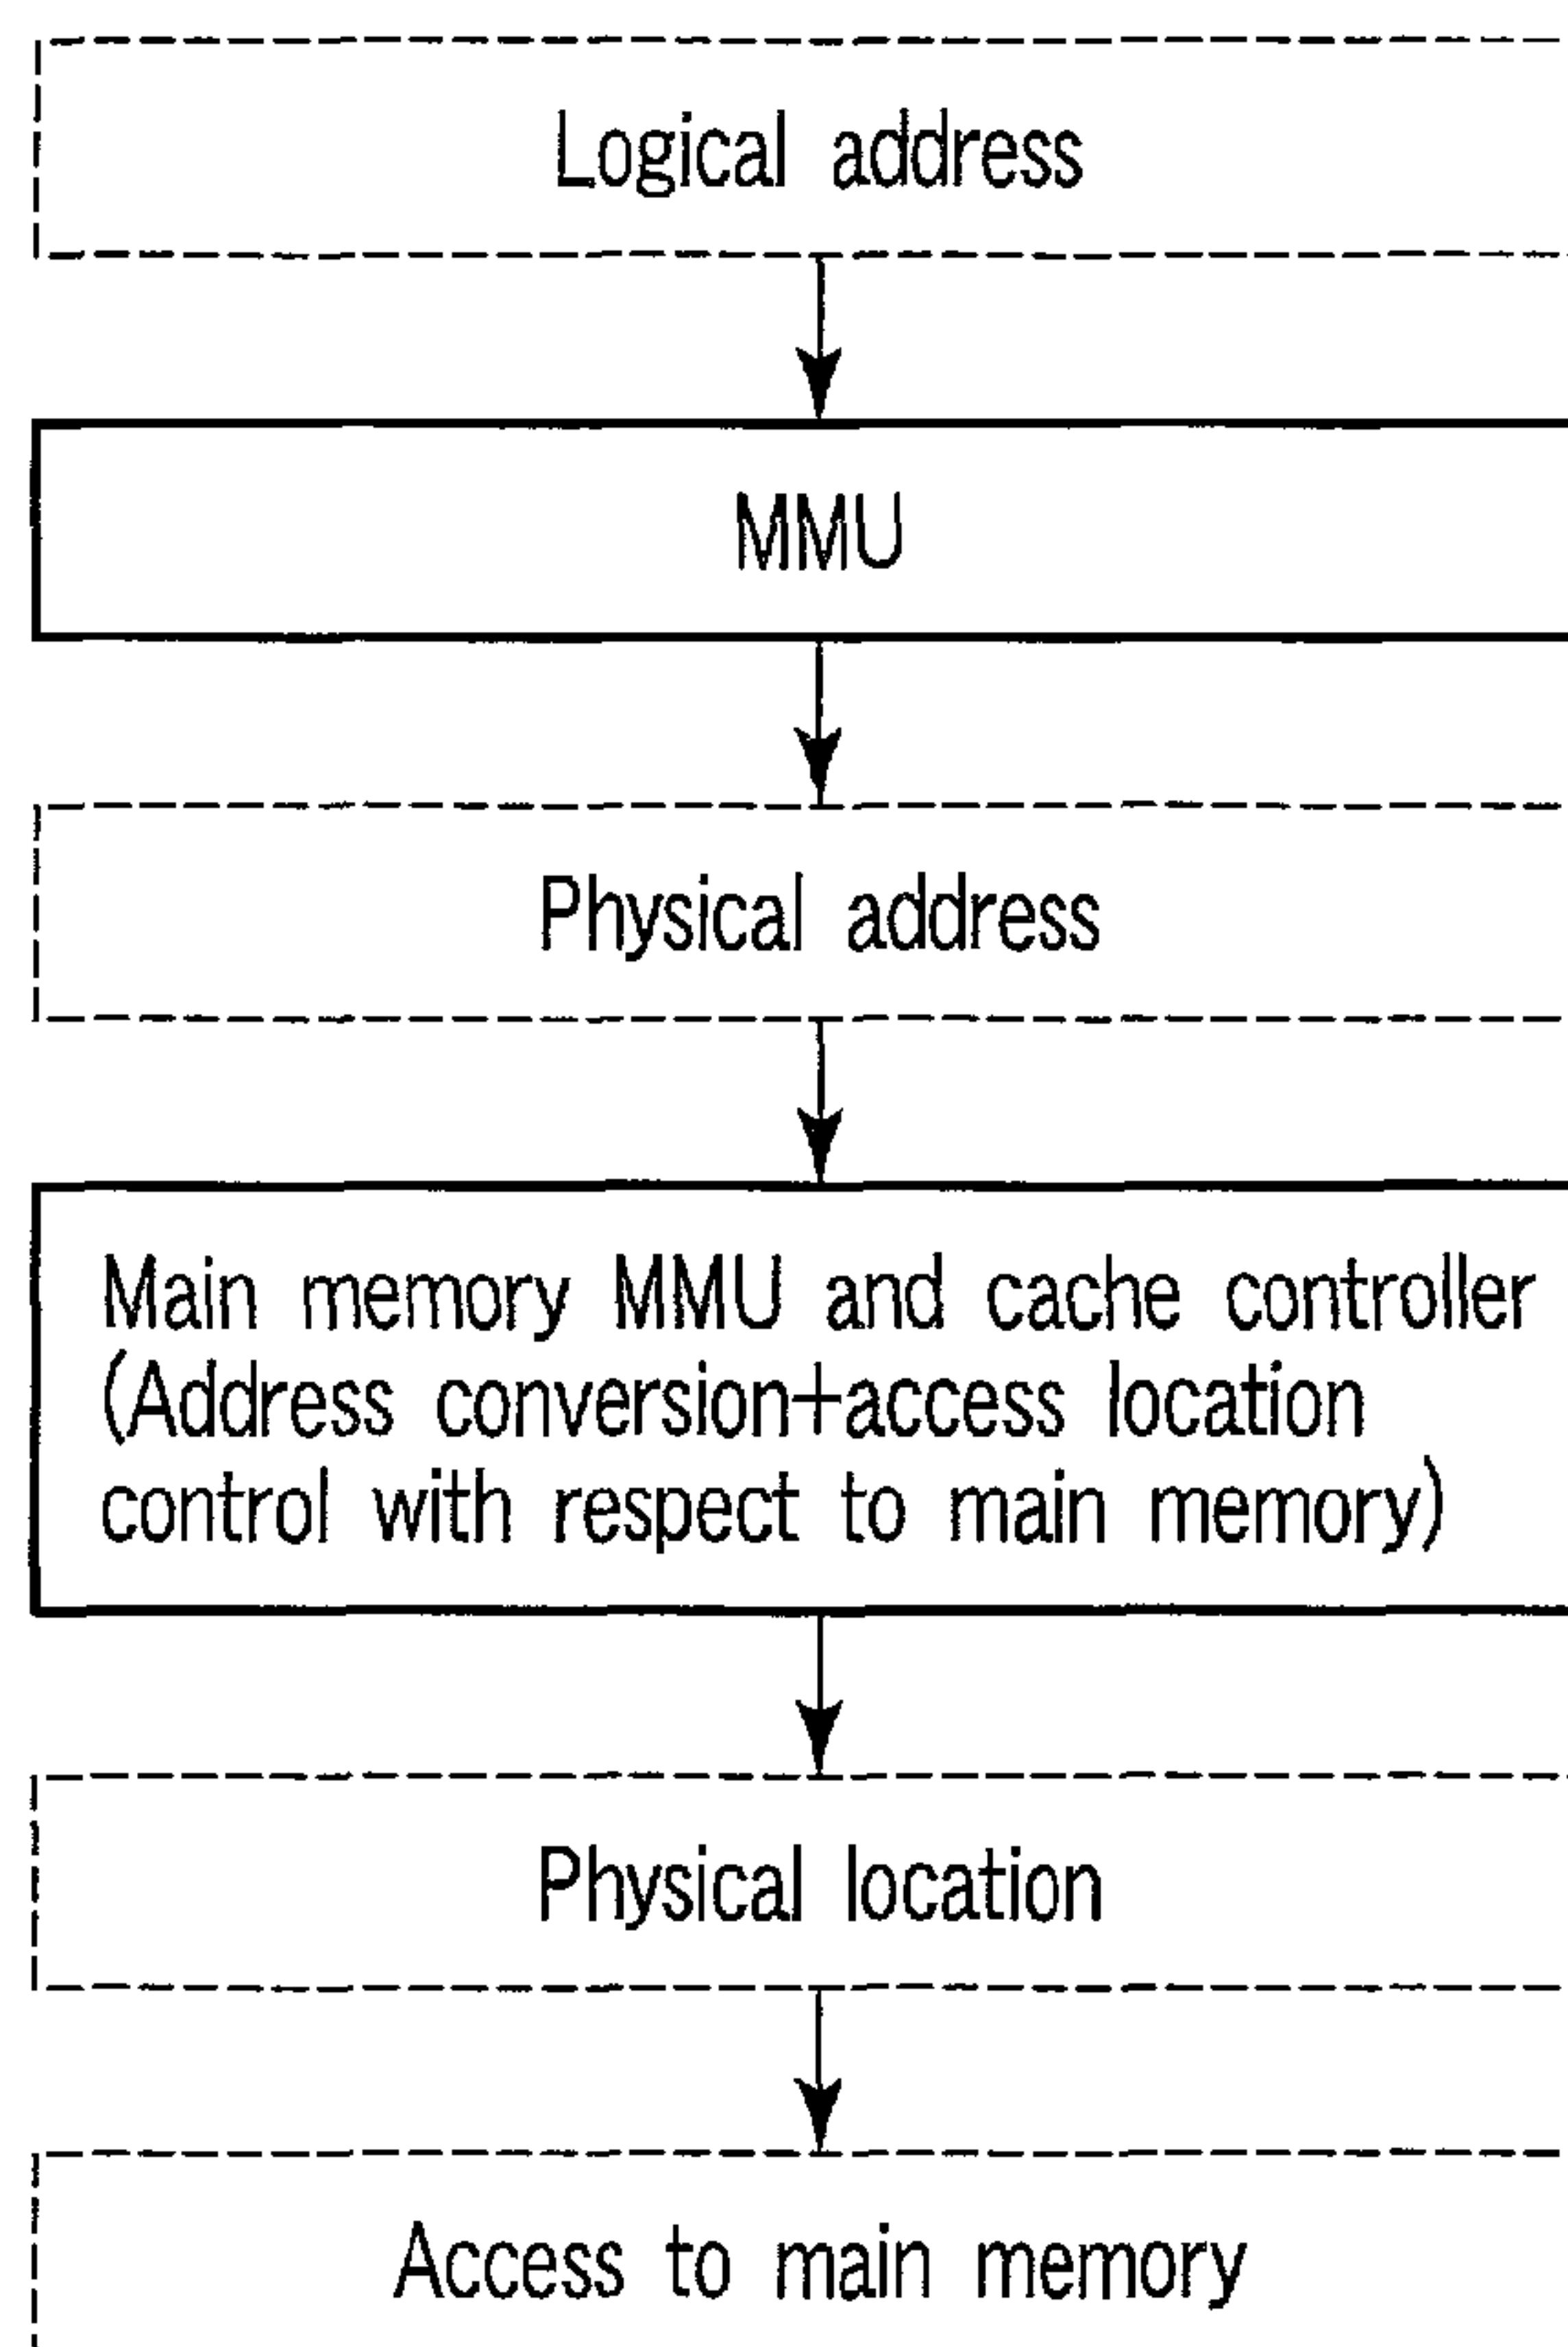 Logical address
MMU
Physical address
Main memory MMU and cache controller
(Address conversion+access location
control with respect to main memory)
Physical location
Access to main memory